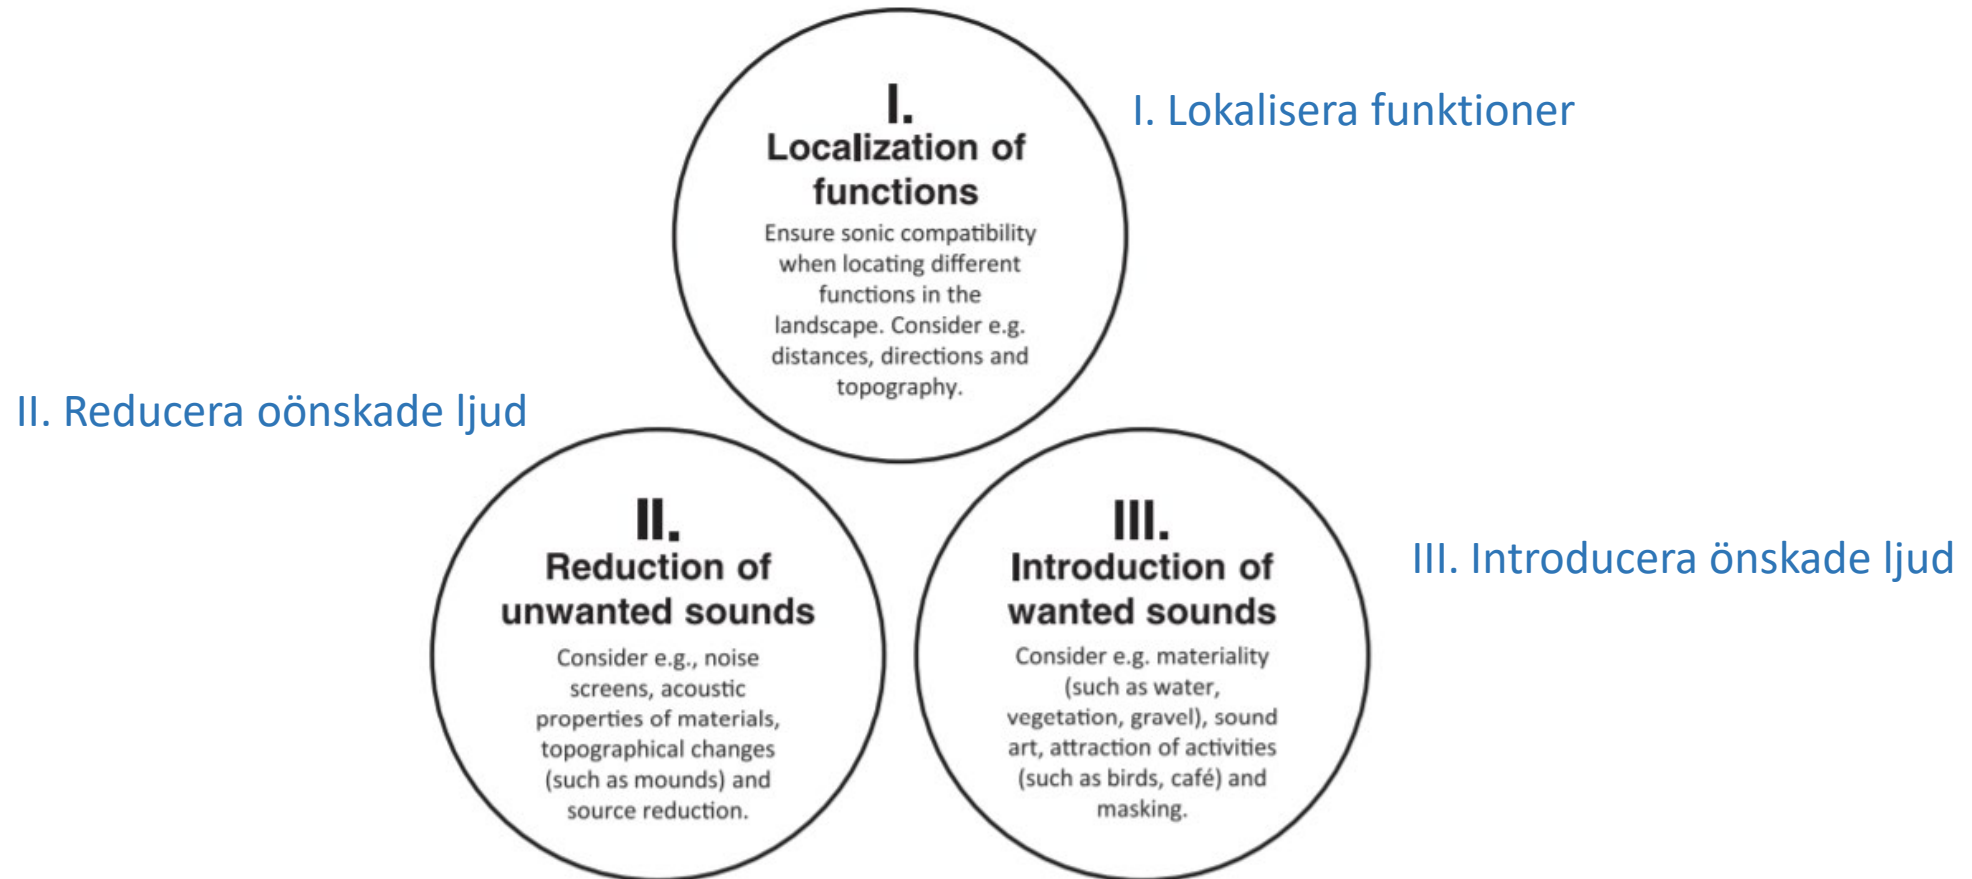 I.
Localization of
functions
Ensure sonic compatibility
when locating different
functions in the
landscape. Consider e.g.
distances, directions and
topography.
I. Lokalisera funktioner
II. Reducera oönskade ljud
II.
Reduction of
unwanted sounds
Consider e.g., noise
screens, acoustic
properties of materials,
topographical changes
(such as mounds) and
source reduction.
III.
Introduction of
wanted sounds
Consider e.g. materiality
(such as water,
vegetation, gravel), sound
art, attraction of activities
(such as birds, café) and
masking.
III. Introducera önskade ljud